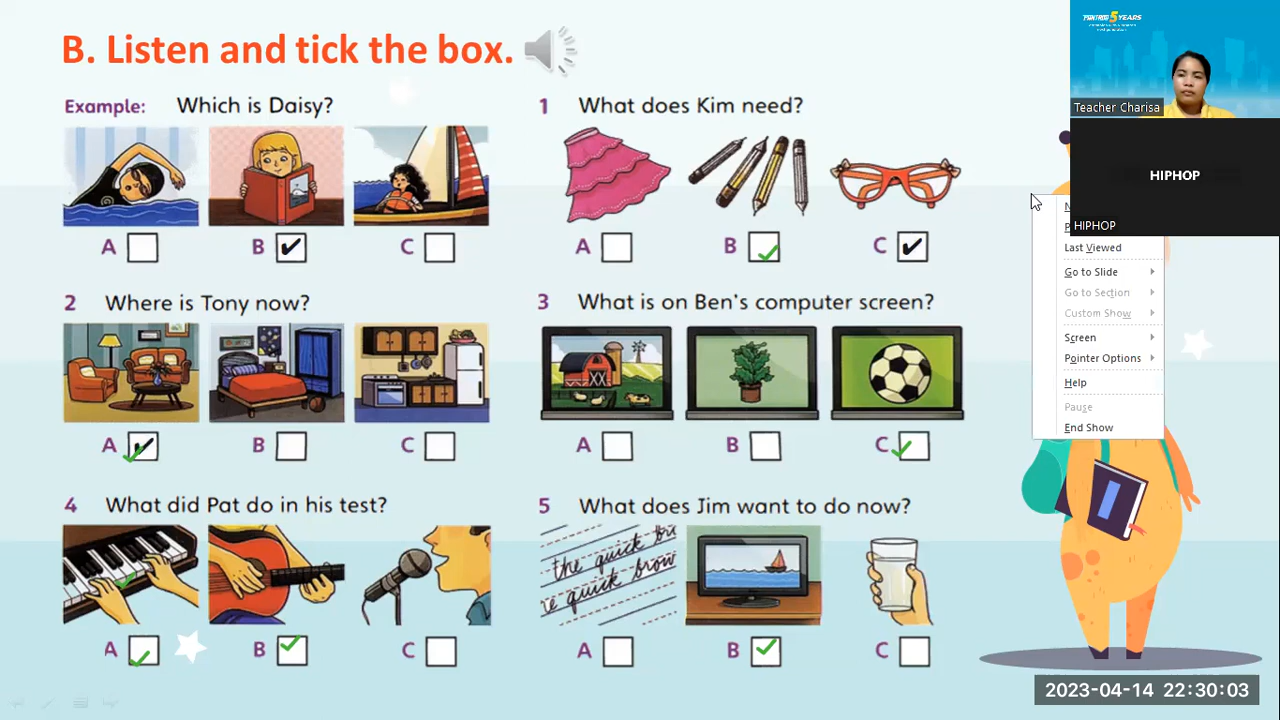 B. Listen and tick the box.
Example: Which is Daisy?
A B C
1 What does Kim need?
A B C
2 Where is Tony now?
A B C
3 What is on Ben's computer screen?
A B C
4 What did Pat do in his test?
A B C
5 What does Jim want to do now?
the quick
quick brow
A B C
5 YEARS
Teacher Charisa
HIPHOP
HIPHOP
Last Viewed
Go to Slide
Go to Section
Custom Show
Screen
Pointer Options
Help
Pause
End Show
2023-04-14 22:30:03